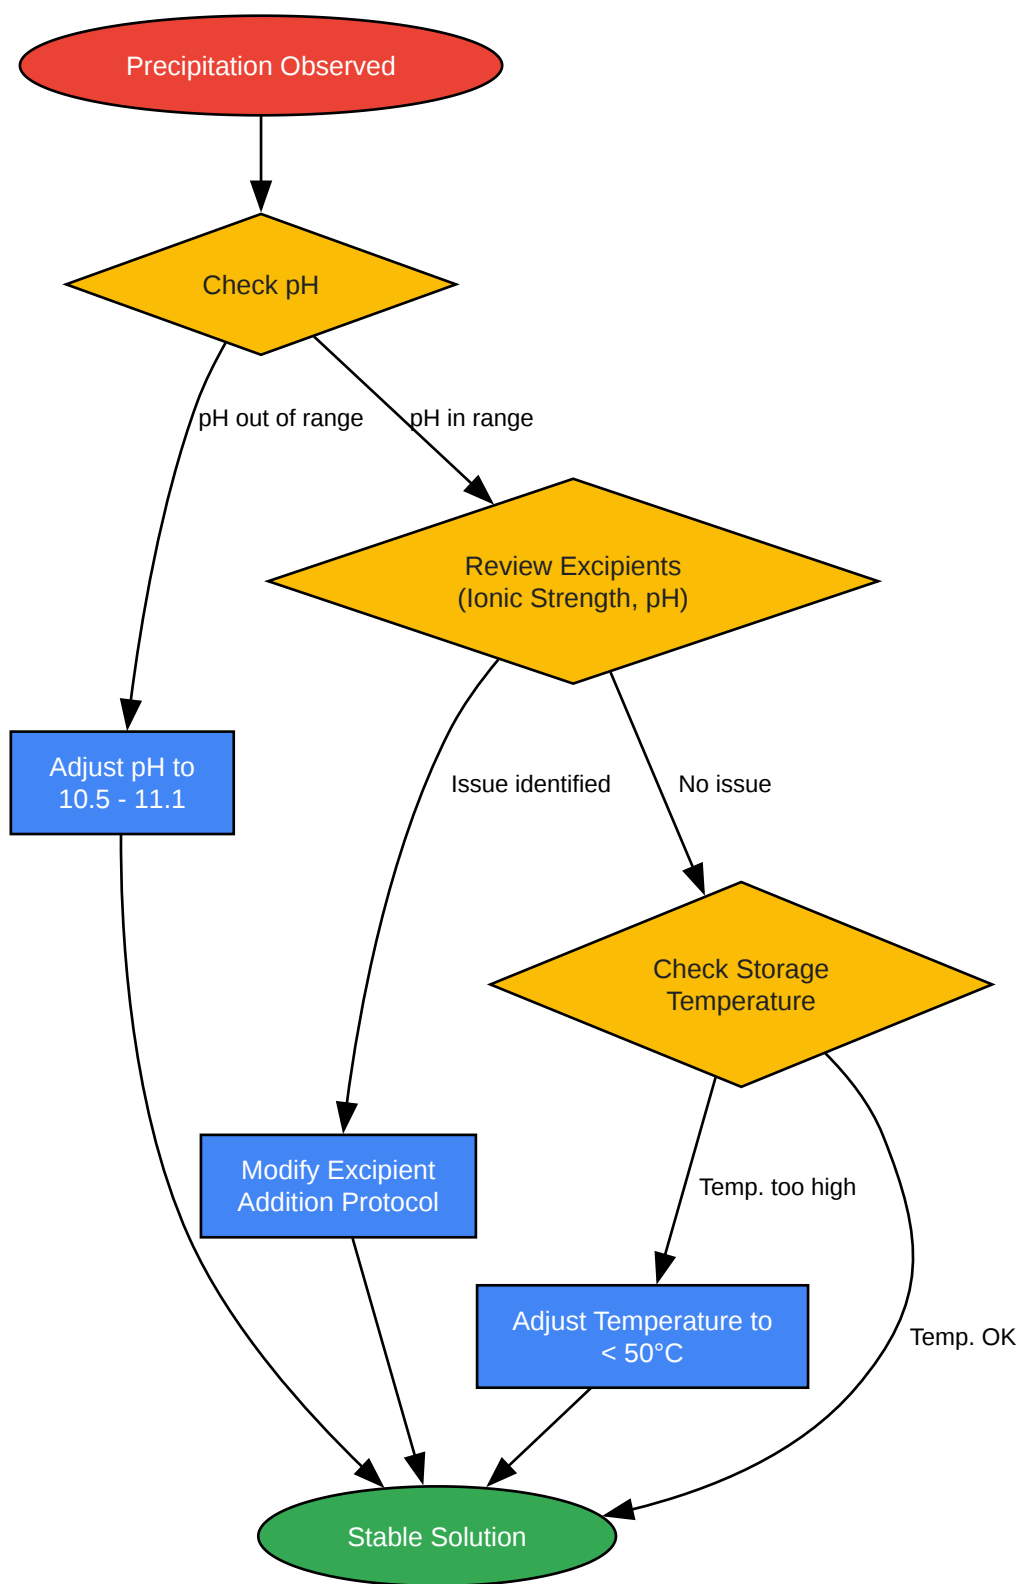 Precipitation Observed
Check pH
pH out of range
pH in range
Review Excipients
(Ionic Strength, pH)
Adjust pH to
10.5 - 11.1
Issue identified
No issue
Check Storage
Temperature
Modify Excipient
Addition Protocol
Temp. too high
Adjust Temperature to
< 50°C
Temp. OK
Stable Solution